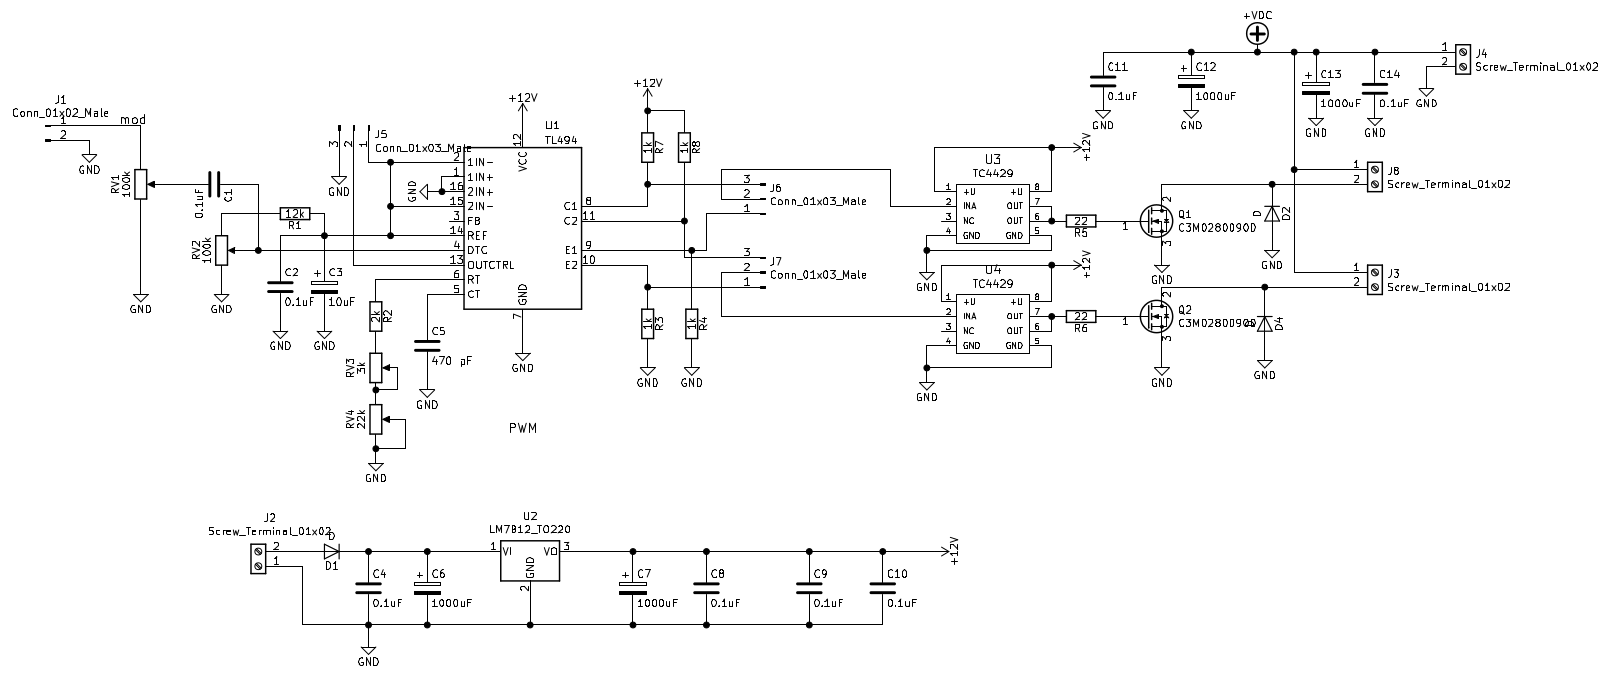 +VDC
J4
Screw_Terminal_01x02
1
2
GND
C11
0.1uF
GND
C12
1000uF
GND
C13
1000uF
GND
C14
0.1uF
GND
J1
Conn_01x02_Male
1
2
mod
GND
RV1
100k
GND
0.1uF
C1
RV2
100k
GND
12k
R1
C2
0.1uF
GND
C3
10uF
GND
J5
Conn_01x03_Male
3
2
1
GND
GND
+12V
U1
TL494
VCC
12
2
1IN-
1
1IN+
16
2IN+
15
2IN-
3
FB
14
REF
4
DTC
13
OUTCTRL
6
RT
5
CT
C1
8
C2
11
E1
9
E2
10
GND
7
GND
2k
R2
RV3
3k
RV4
22k
GND
C5
470 pF
GND
PWM
+12V
1k
R7
1k
R8
1k
R3
GND
1k
R4
GND
3
2
1
J6
Conn_01x03_Male
3
2
1
J7
Conn_01x03_Male
U3
TC4429
1
+U
2
INA
3
NC
4
GND
+U
8
OUT
7
OUT
6
GND
5
+12V
GND
22
R5
U4
TC4429
1
+U
2
INA
3
NC
4
GND
+U
8
OUT
7
OUT
6
GND
5
+12V
GND
22
R6
1
2
3
Q1
C3M0280090D
GND
D
D2
GND
1
2
J8
Screw_Terminal_01x02
1
2
J3
Screw_Terminal_01x02
1
2
3
Q2
C3M0280090D
GND
D4
GND
J2
Screw_Terminal_01x02
2
1
D
D1
C4
0.1uF
GND
C6
1000uF
U2
LM7812_TO220
1
VI
VO
3
GND
2
C7
1000uF
C8
0.1uF
C9
0.1uF
C10
0.1uF
+12V